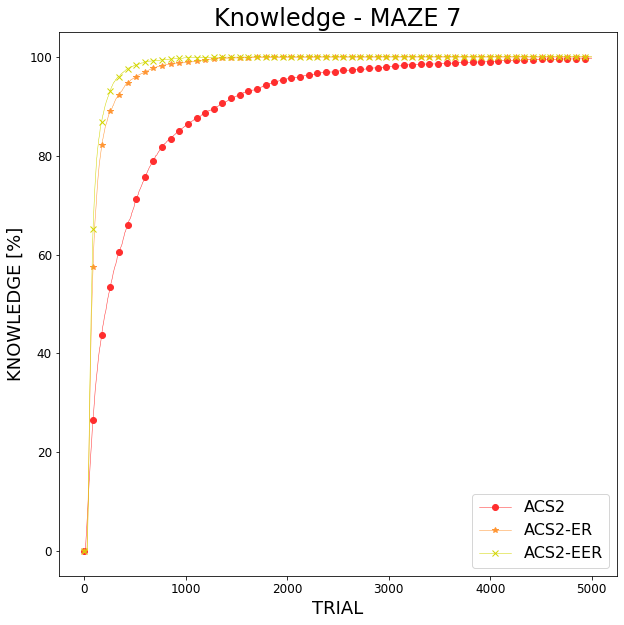 Knowledge - MAZE 7
KNOWLEDGE [%]
100
80
60
40
20
0
0 1000 2000 3000 4000 5000
TRIAL
ACS2
ACS2-ER
ACS2-EER